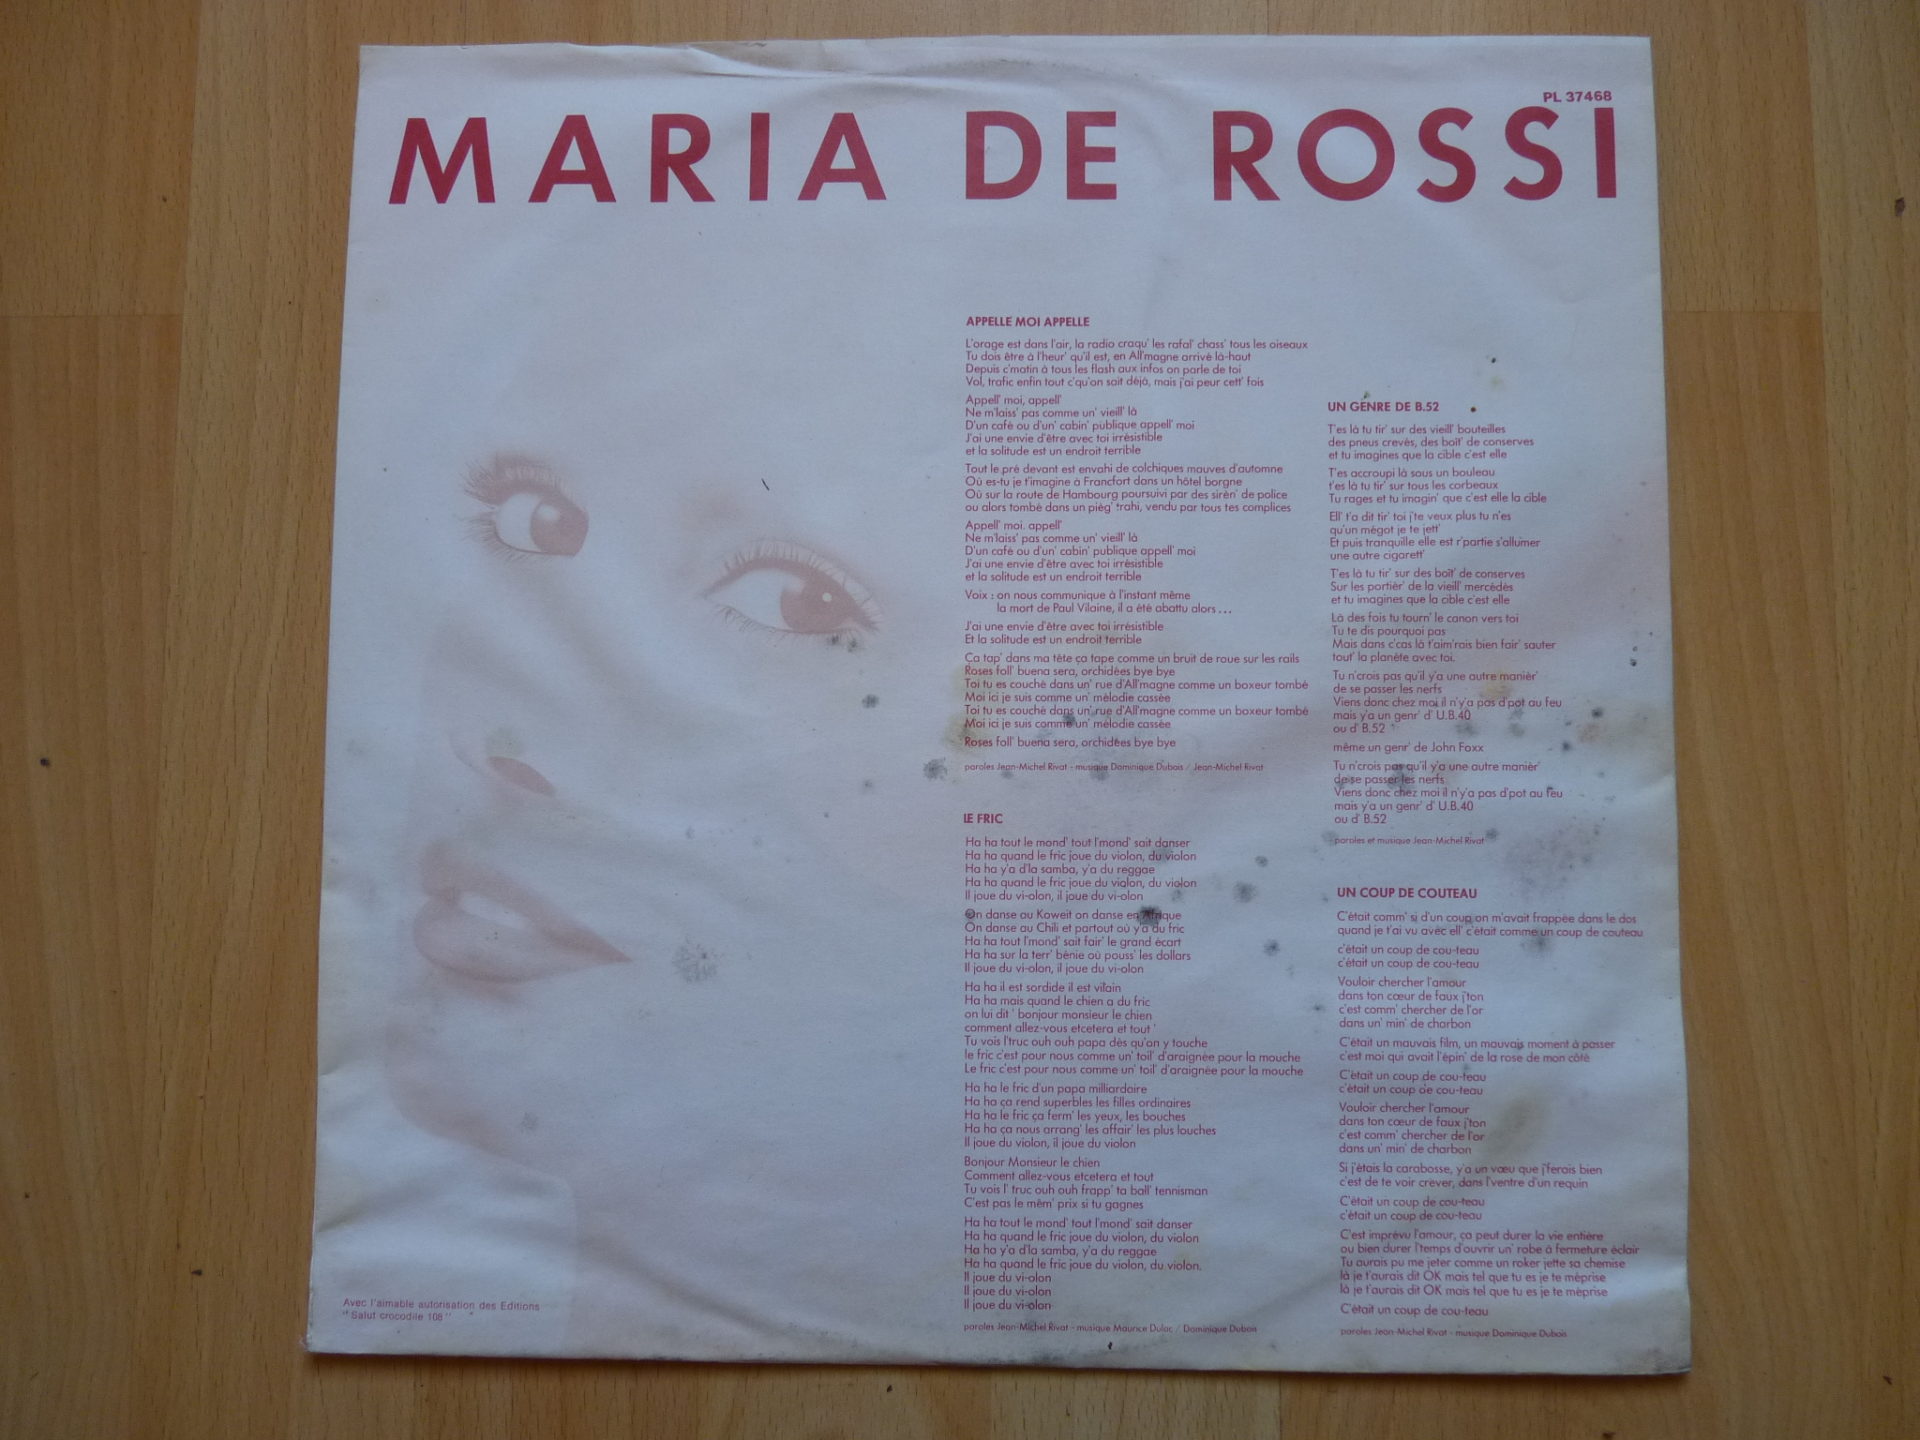 PL 37468
MARIA DE ROSSI
APPELLE MOI APPELLE
L'orage est dans l'air, la radio craqu' les rafal' chass' tous les oiseaux
Tu dois être à l'heur' qu'il est, en All'magne arrivé là-haut
Depuis c'matin à tous les flash aux infos on parle de toi
Vol, trafic enfin tout c'qu'on sait déjà, mais j'ai peur cett' fois
Appell' moi, appell'
Ne m'laiss' pas comme un' vieill' là
D'un café ou d'un' cabin' publique appell' moi
J'ai une envie d'être avec toi irrésistible
et la solitude est un endroit terrible
Tout le pré devant est envahi de colchiques mauves d'automne
Où es-tu je t'imagine à Francfort dans un hôtel borgne
Où sur la route de Hambourg poursuivi par des sirèn' de police
ou alors tombé dans un pièg' trahi, vendu par tous tes complices
Appell' moi. appell'
Ne m'laiss' pas comme un' vieill' là
D'un café ou d'un' cabin' publique appell' moi
J'ai une envie d'être avec toi irrésistible
et la solitude est un endroit terrible
Voix : on nous communique à l'instant même
la mort de Paul Vilaine, il a été abattu alors ...
J'ai une envie d'être avec toi irrésistible
Et la solitude est un endroit terrible
Ca tap' dans ma tête ça tape comme un bruit de roue sur les rails
Roses foll' buena sera, orchidées bye bye
Toi tu es couché dans un' rue d'All'magne comme un boxeur tombé
Moi ici je suis comme un' mélodie cassée
Toi tu es couché dans un' rue d'All'magne comme un boxeur tombé
Moi ici je suis comme un' mélodie cassée
Roses foll' buena sera, orchidées bye bye
paroles Jean-Michel Rivat - musique Dominique Dubois / Jean-Michel Rivat
LE FRIC
Ha ha tout le mond' tout l'mond' sait danser
Ha ha quand le fric joue du violon, du violon
Ha ha y'a d'la samba, y'a du reggae
Ha ha quand le fric joue du violon, du violon
Il joue du vi-olon, il joue du vi-olon
On danse au Koweit on danse en Afrique
On danse au Chili et partout où y'a du fric
Ha ha tout l'mond' sait fair' le grand écart
Ha ha sur la terr' bénie où pouss' les dollars
Il joue du vi-olon, il joue du vi-olon
Ha ha il est sordide il est vilain
Ha ha mais quand le chien a du fric
on lui dit ' bonjour monsieur le chien
comment allez-vous etcetera et tout '
Tu vois l'truc ouh ouh papa dès qu'on y touche
le fric c'est pour nous comme un' toil' d'araignée pour la mouche
Le fric c'est pour nous comme un' toil' d'araignée pour la mouche
Ha ha le fric d'un papa milliardaire
Ha ha ça rend superbles les filles ordinaires
Ha ha le fric ça ferm' les yeux, les bouches
Ha ha ça nous arrang' les affair' les plus louches
Il joue du violon, il joue du violon
Bonjour Monsieur le chien
Comment allez-vous etcetera et tout
Tu vois l' truc ouh ouh frapp' ta ball' tennisman
C'est pas le mêm' prix si tu gagnes
Ha ha tout le mond' tout l'mond' sait danser
Ha ha quand le fric joue du violon, du violon
Ha ha y'a d'la samba, y'a du reggae
Ha ha quand le fric joue du violon, du violon.
Il joue du vi-olon
Il joue du vi-olon
Il joue du vi-olon
paroles Jean-Michel Rivat - musique Maurice Dulac / Dominique Dubois
UN GENRE DE B.52
T'es là tu tir' sur des vieill' bouteilles
des pneus crevés, des boît' de conserves
et tu imagines que la cible c'est elle
T'es accroupi là sous un bouleau
t'es là tu tir' sur tous les corbeaux
Tu rages et tu imagin' que c'est elle la cible
Ell' t'a dit tir' toi j'te veux plus tu n'es
qu'un mégot je te jett'
Et puis tranquille elle est r'partie s'allumer
une autre cigarett'
T'es là tu tir' sur des boît' de conserves
Sur les portièr' de la vieill' mercédès
et tu imagines que la cible c'est elle
Là des fois tu tourn' le canon vers toi
Tu te dis pourquoi pas
Mais dans c'cas là t'aim'rais bien fair' sauter
tout' la planète avec toi.
Tu n'crois pas qu'il y'a une autre manièr'
de se passer les nerfs
Viens donc chez moi il n'y'a pas d'pot au feu
mais y'a un genr' d' U.B.40
ou d' B.52
même un genr' de John Foxx
Tu n'crois pas qu'il y'a une autre manièr'
de se passer les nerfs
Viens donc chez moi il n'y'a pas d'pot au feu
mais y'a un genr' d' U.B.40
ou d' B.52
paroles et musique Jean-Michel Rivat
UN COUP DE COUTEAU
C'était comm' si d'un coup on m'avait frappée dans le dos
quand je t'ai vu avec ell' c'était comme un coup de couteau
c'était un coup de cou-teau
c'était un coup de cou-teau
Vouloir chercher l'amour
dans ton cœur de faux j'ton
c'est comm' chercher de l'or
dans un' min' de charbon
C'était un mauvais film, un mauvais moment à passer
c'est moi qui avait l'épin' de la rose de mon côté
C'était un coup de cou-teau
c'était un coup de cou-teau
Vouloir chercher l'amour
dans ton cœur de faux j'ton
c'est comm' chercher de l'or
dans un' min' de charbon
Si j'étais la carabosse, y'a un vœu que j'ferais bien
c'est de te voir crever, dans l'ventre d'un requin
C'était un coup de cou-teau
c'était un coup de cou-teau
C'est imprévu l'amour, ça peut durer la vie entière
ou bien durer l'temps d'ouvrir un' robe à fermeture éclair
Tu aurais pu me jeter comme un roker jette sa chemise
là je t'aurais dit OK mais tel que tu es je te méprise
là je t'aurais dit OK mais tel que tu es je te méprise
C'était un coup de cou-teau
paroles Jean-Michel Rivat - musique Dominique Dubois
Avec l'aimable autorisation des Editions
"Salut crocodile 108"